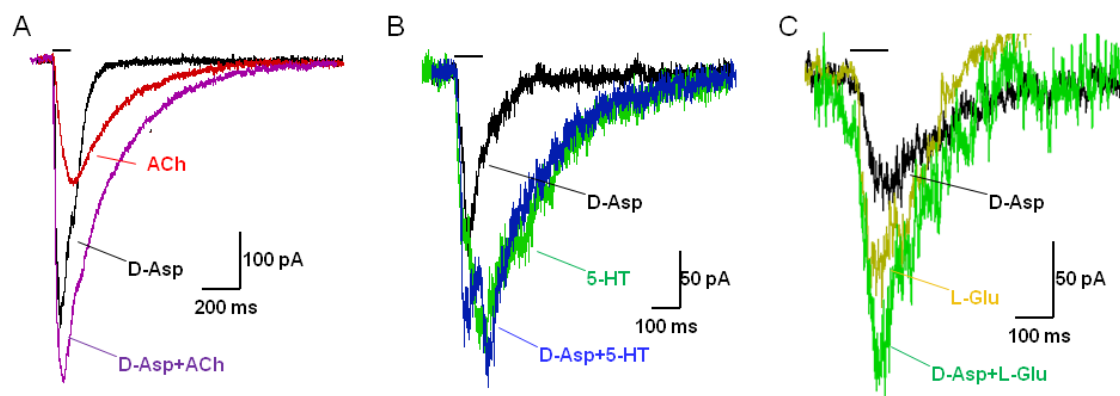 A
ACh
D-Asp
D-Asp+ACh
100 pA
200 ms
B
D-Asp
5-HT
D-Asp+5-HT
50 pA
100 ms
C
D-Asp
L-Glu
D-Asp+L-Glu
50 pA
100 ms